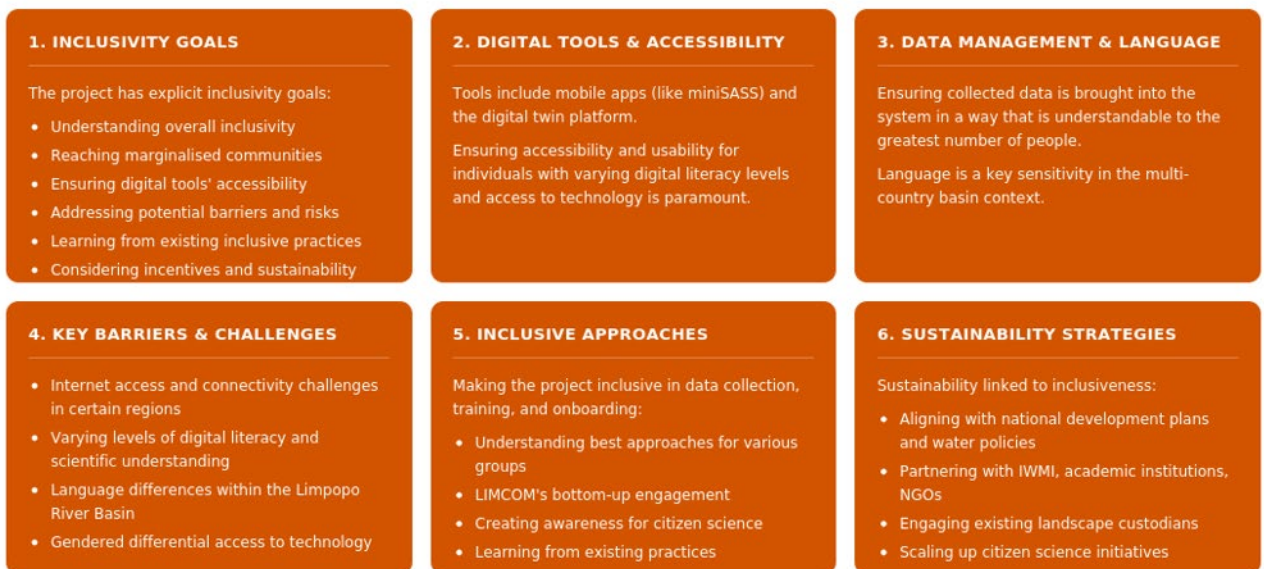 1. INCLUSIVITY GOALS
The project has explicit inclusivity goals:
• Understanding overall inclusivity
• Reaching marginalised communities
• Ensuring digital tools' accessibility
• Addressing potential barriers and risks
• Learning from existing inclusive practices
• Considering incentives and sustainability
2. DIGITAL TOOLS & ACCESSIBILITY
Tools include mobile apps (like miniSASS) and
the digital twin platform.
Ensuring accessibility and usability for
individuals with varying digital literacy levels
and access to technology is paramount.
3. DATA MANAGEMENT & LANGUAGE
Ensuring collected data is brought into the
system in a way that is understandable to the
greatest number of people.
Language is a key sensitivity in the multi-
country basin context.
4. KEY BARRIERS & CHALLENGES
• Internet access and connectivity challenges
in certain regions
• Varying levels of digital literacy and
scientific understanding
• Language differences within the Limpopo
River Basin
• Gendered differential access to technology
5. INCLUSIVE APPROACHES
Making the project inclusive in data collection,
training, and onboarding:
• Understanding best approaches for various
groups
• LIMCOM's bottom-up engagement
• Creating awareness for citizen science
• Learning from existing practices
6. SUSTAINABILITY STRATEGIES
Sustainability linked to inclusiveness:
• Aligning with national development plans
and water policies
• Partnering with IWMI, academic institutions,
NGOs
• Engaging existing landscape custodians
• Scaling up citizen science initiatives